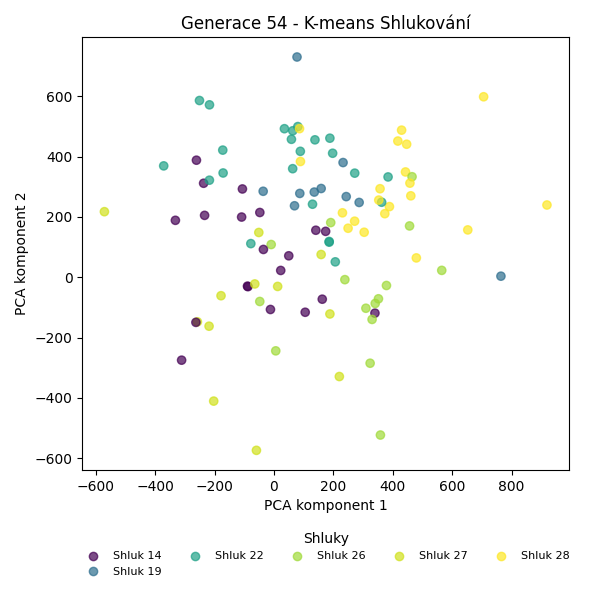 Generace 54 - K-means Shlukování
PCA komponent 2
600
400
200
0
−200
−400
−600
−600 −400 −200 0 200 400 600 800
PCA komponent 1
Shluky
Shluk 14 Shluk 22 Shluk 26 Shluk 27 Shluk 28
Shluk 19